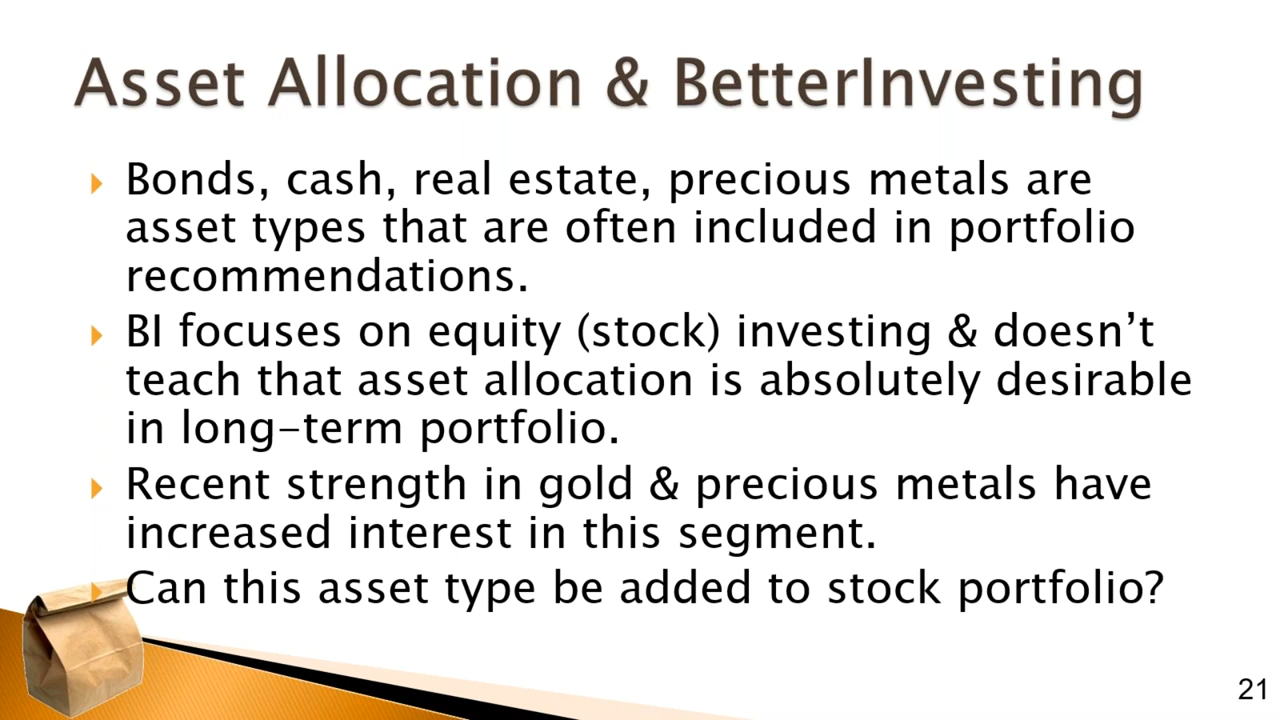 Asset Allocation & BetterInvesting
Bonds, cash, real estate, precious metals are
asset types that are often included in portfolio
recommendations.
BI focuses on equity (stock) investing & doesn’t
teach that asset allocation is absolutely desirable
in long-term portfolio.
Recent strength in gold & precious metals have
increased interest in this segment.
Can this asset type be added to stock portfolio?
21